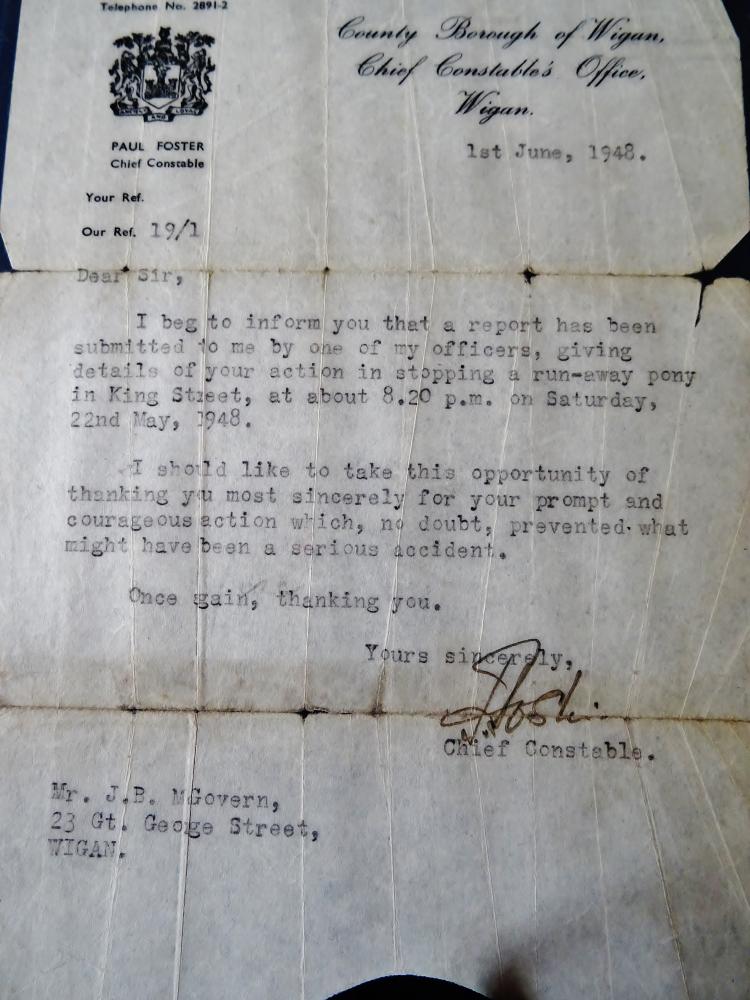 Telephone No. 2891-2
County Borough of Wigan,
Chief Constable's Office,
Wigan.
PAUL FOSTER
Chief Constable
1st June, 1948.
Your Ref.
Our Ref. 19/1
Dear Sir,
I beg to inform you that a report has been
submitted to me by one of my officers, giving
details of your action in stopping a run-away pony
in King Street, at about 8.20 p.m. on Saturday,
22nd May, 1948.
I should like to take this opportunity of
thanking you most sincerely for your prompt and
courageous action which, no doubt, prevented what
might have been a serious accident.
Once again, thanking you.
Yours sincerely,
Chief Constable.
Mr. J.B. McGovern,
23 Gt. George Street,
WIGAN.